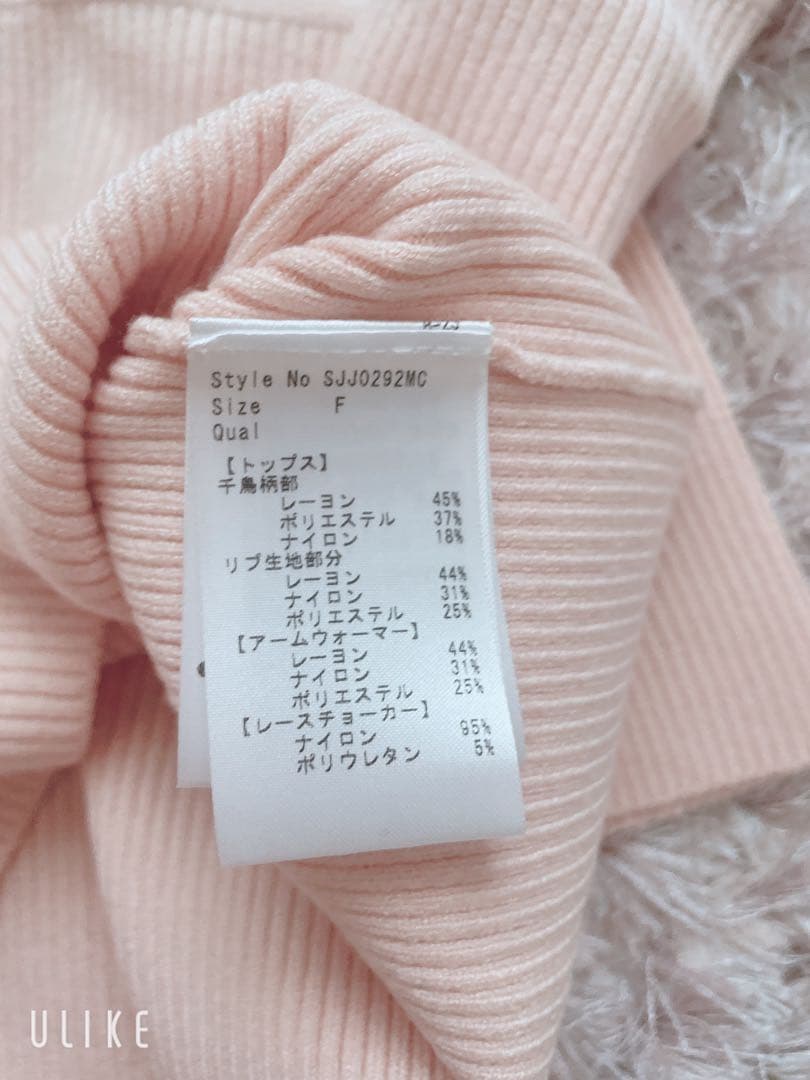 Style No SJJ0292MC
Size F
Qual
【トップス】
千鳥柄部
レーヨン 45%
ポリエステル 37%
ナイロン 18%
リブ生地部分
レーヨン 44%
ナイロン 31%
ポリエステル 25%
【アームウォーマー】
レーヨン 44%
ナイロン 31%
ポリエステル 25%
【レースチョーカー】
ナイロン 95%
ポリウレタン 5%
ULIKE